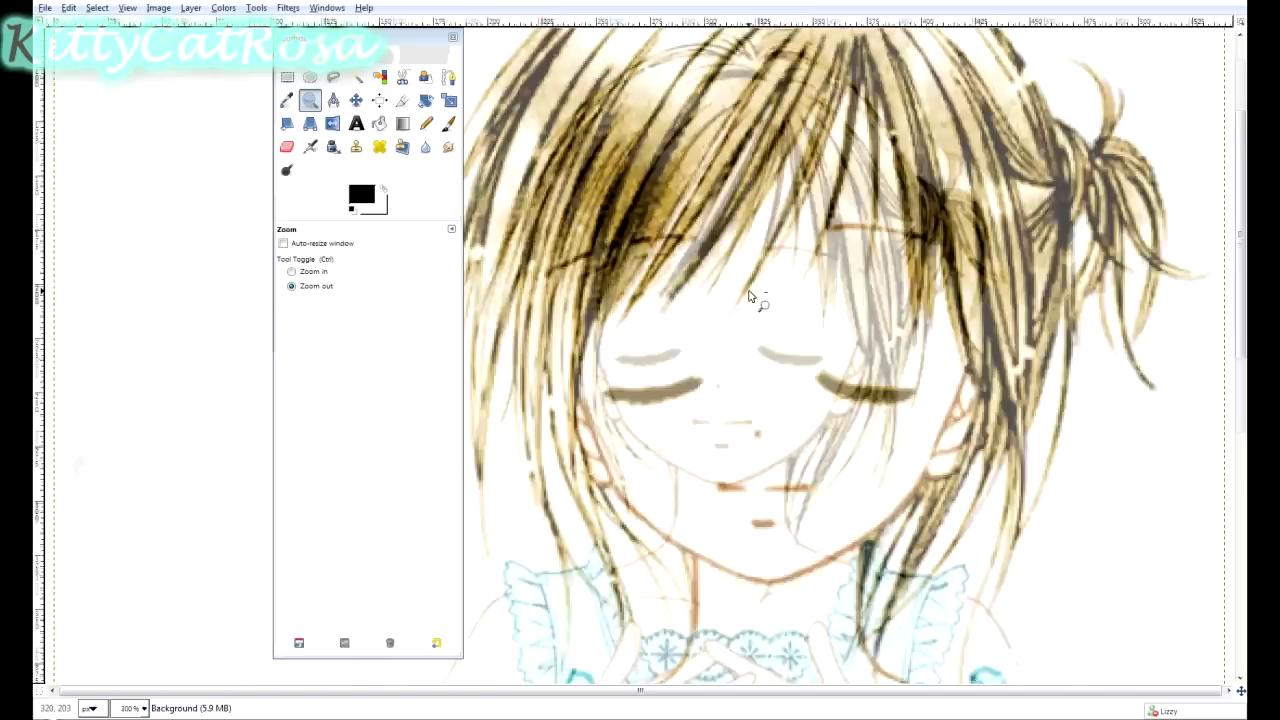 File Edit Select View Image Layer Colors Tools Filters Windows Help
KittyCatRosa
Zoom
Auto-resize window
Tool Toggle (Ctrl)
Zoom in
Zoom out
320, 203 px 300 % Background (5.9 MB)
Lizzy